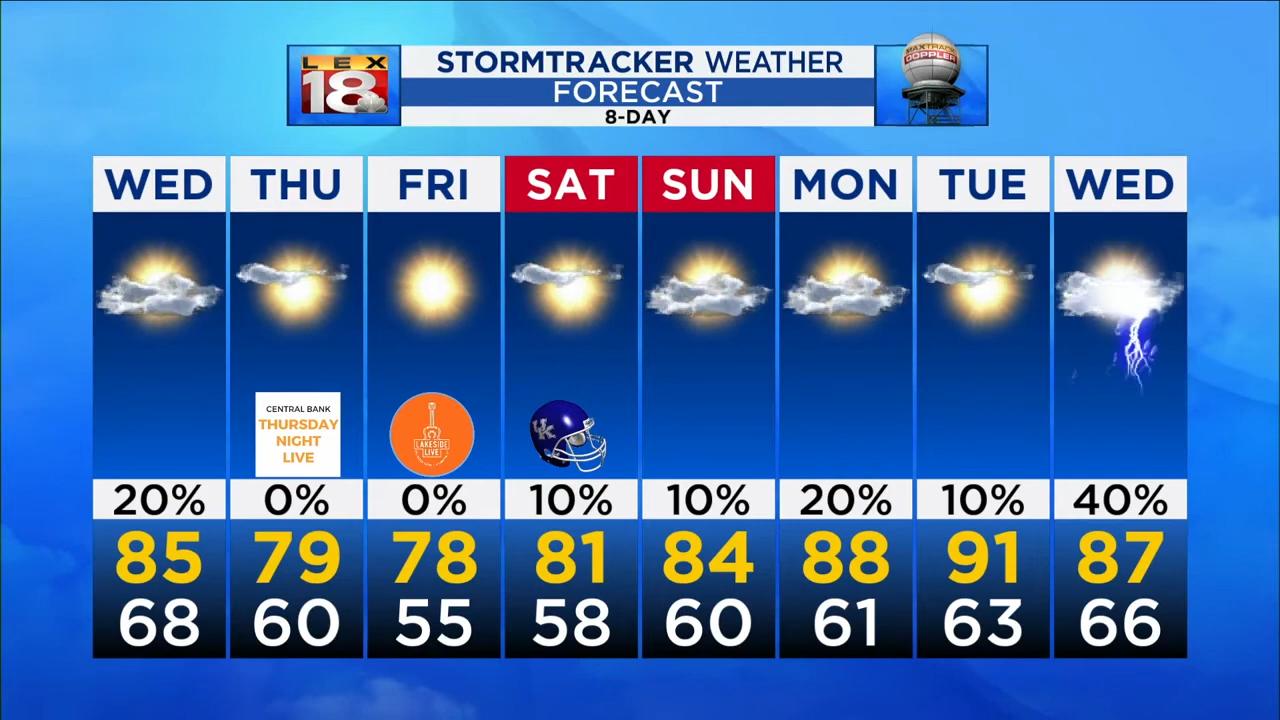 LEX
18
STORMTRACKER WEATHER
FORECAST
8-DAY
MAXTRACK
DOPPLER
WED THU FRI SAT SUN MON TUE WED
CENTRAL BANK
THURSDAY
NIGHT
LIVE
LAKESIDE
LIVE
UK
20% 0% 0% 10% 10% 20% 10% 40%
85 79 78 81 84 88 91 87
68 60 55 58 60 61 63 66